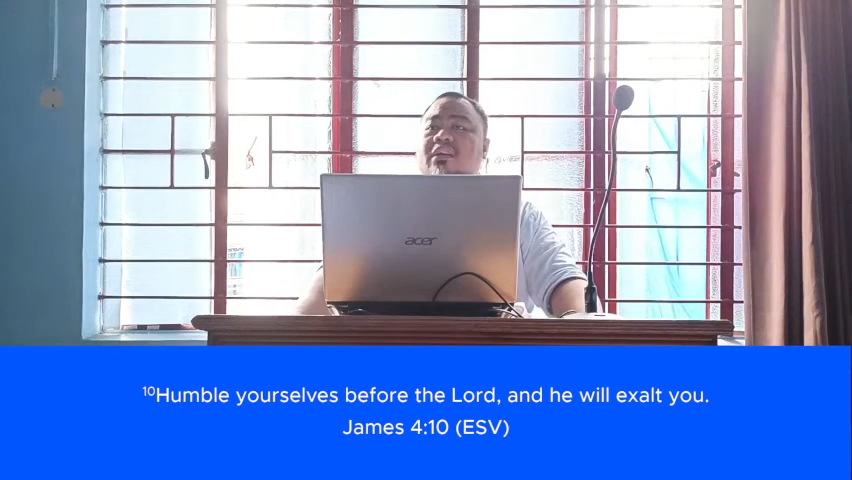 acer
¹⁰Humble yourselves before the Lord, and he will exalt you.
James 4:10 (ESV)